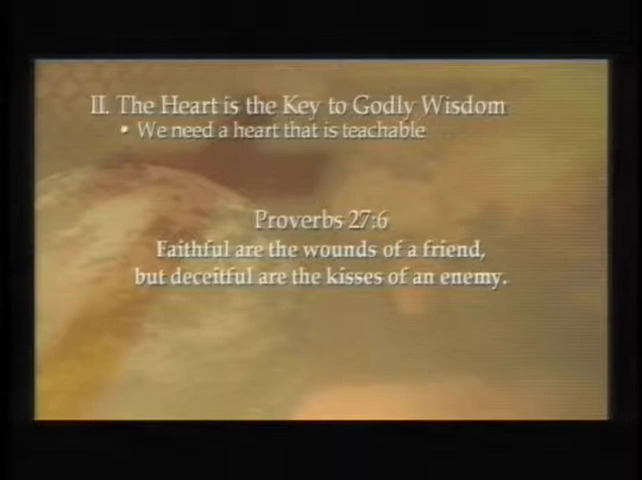 II. The Heart is the Key to Godly Wisdom
• We need a heart that is teachable
Proverbs 27:6
Faithful are the wounds of a friend,
but deceitful are the kisses of an enemy.